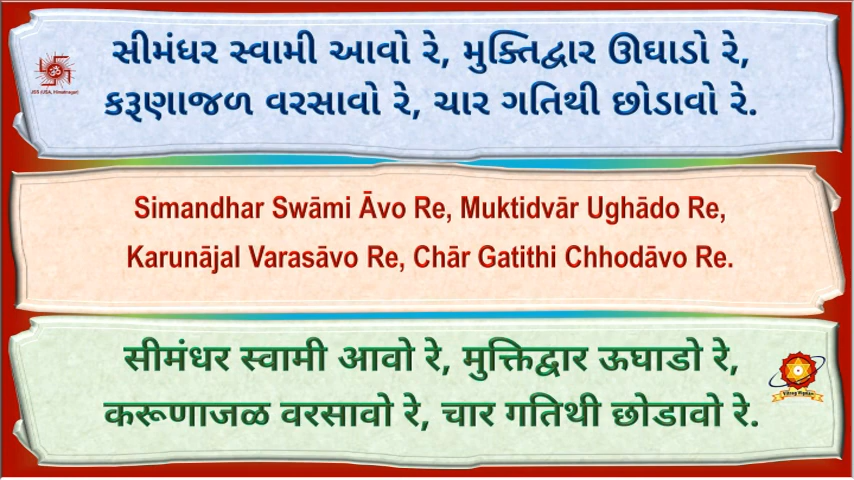 સીમંધર સ્વામી આવો રે, મુક્તિદ્વાર ઊઘાડો રે,
કરૂણાજળ વરસાવો રે, ચાર ગતિથી છોડાવો રે.
Simandhar Swāmi Āvo Re, Muktidvār Ughādo Re,
Karunājal Varasāvo Re, Chār Gatithi Chhodāvo Re.
सीमंधर स्वामी आवो रे, मुक्तिद्वार ऊघाडो रे,
करूणाजळ वरसावो रे, चार गतिथी छोडावो रे.